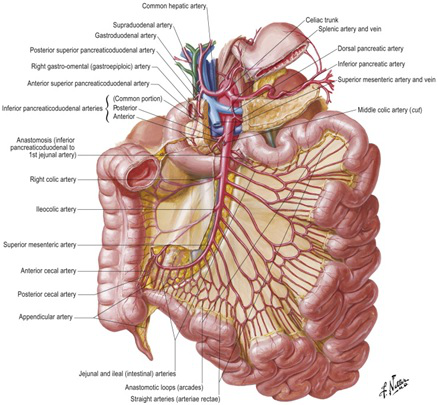 Common hepatic artery
Supraduodenal artery
Gastroduodenal artery
Posterior superior pancreaticoduodenal artery
Right gastro-omental (gastroepiploic) artery
Anterior superior pancreaticoduodenal artery
Inferior pancreaticoduodenal arteries
(Common portion)
Posterior
Anterior
Anastomosis (inferior
pancreaticoduodenal to
1st jejunal artery)
Right colic artery
Ileocolic artery
Superior mesenteric artery
Anterior cecal artery
Posterior cecal artery
Appendicular artery
Jejunal and ileal (intestinal) arteries
Anastomotic loops (arcades)
Straight arteries (arteriae rectae)
Celiac trunk
Splenic artery and vein
Dorsal pancreatic artery
Inferior pancreatic artery
Superior mesenteric artery and vein
Middle colic artery (cut)
F. Netter